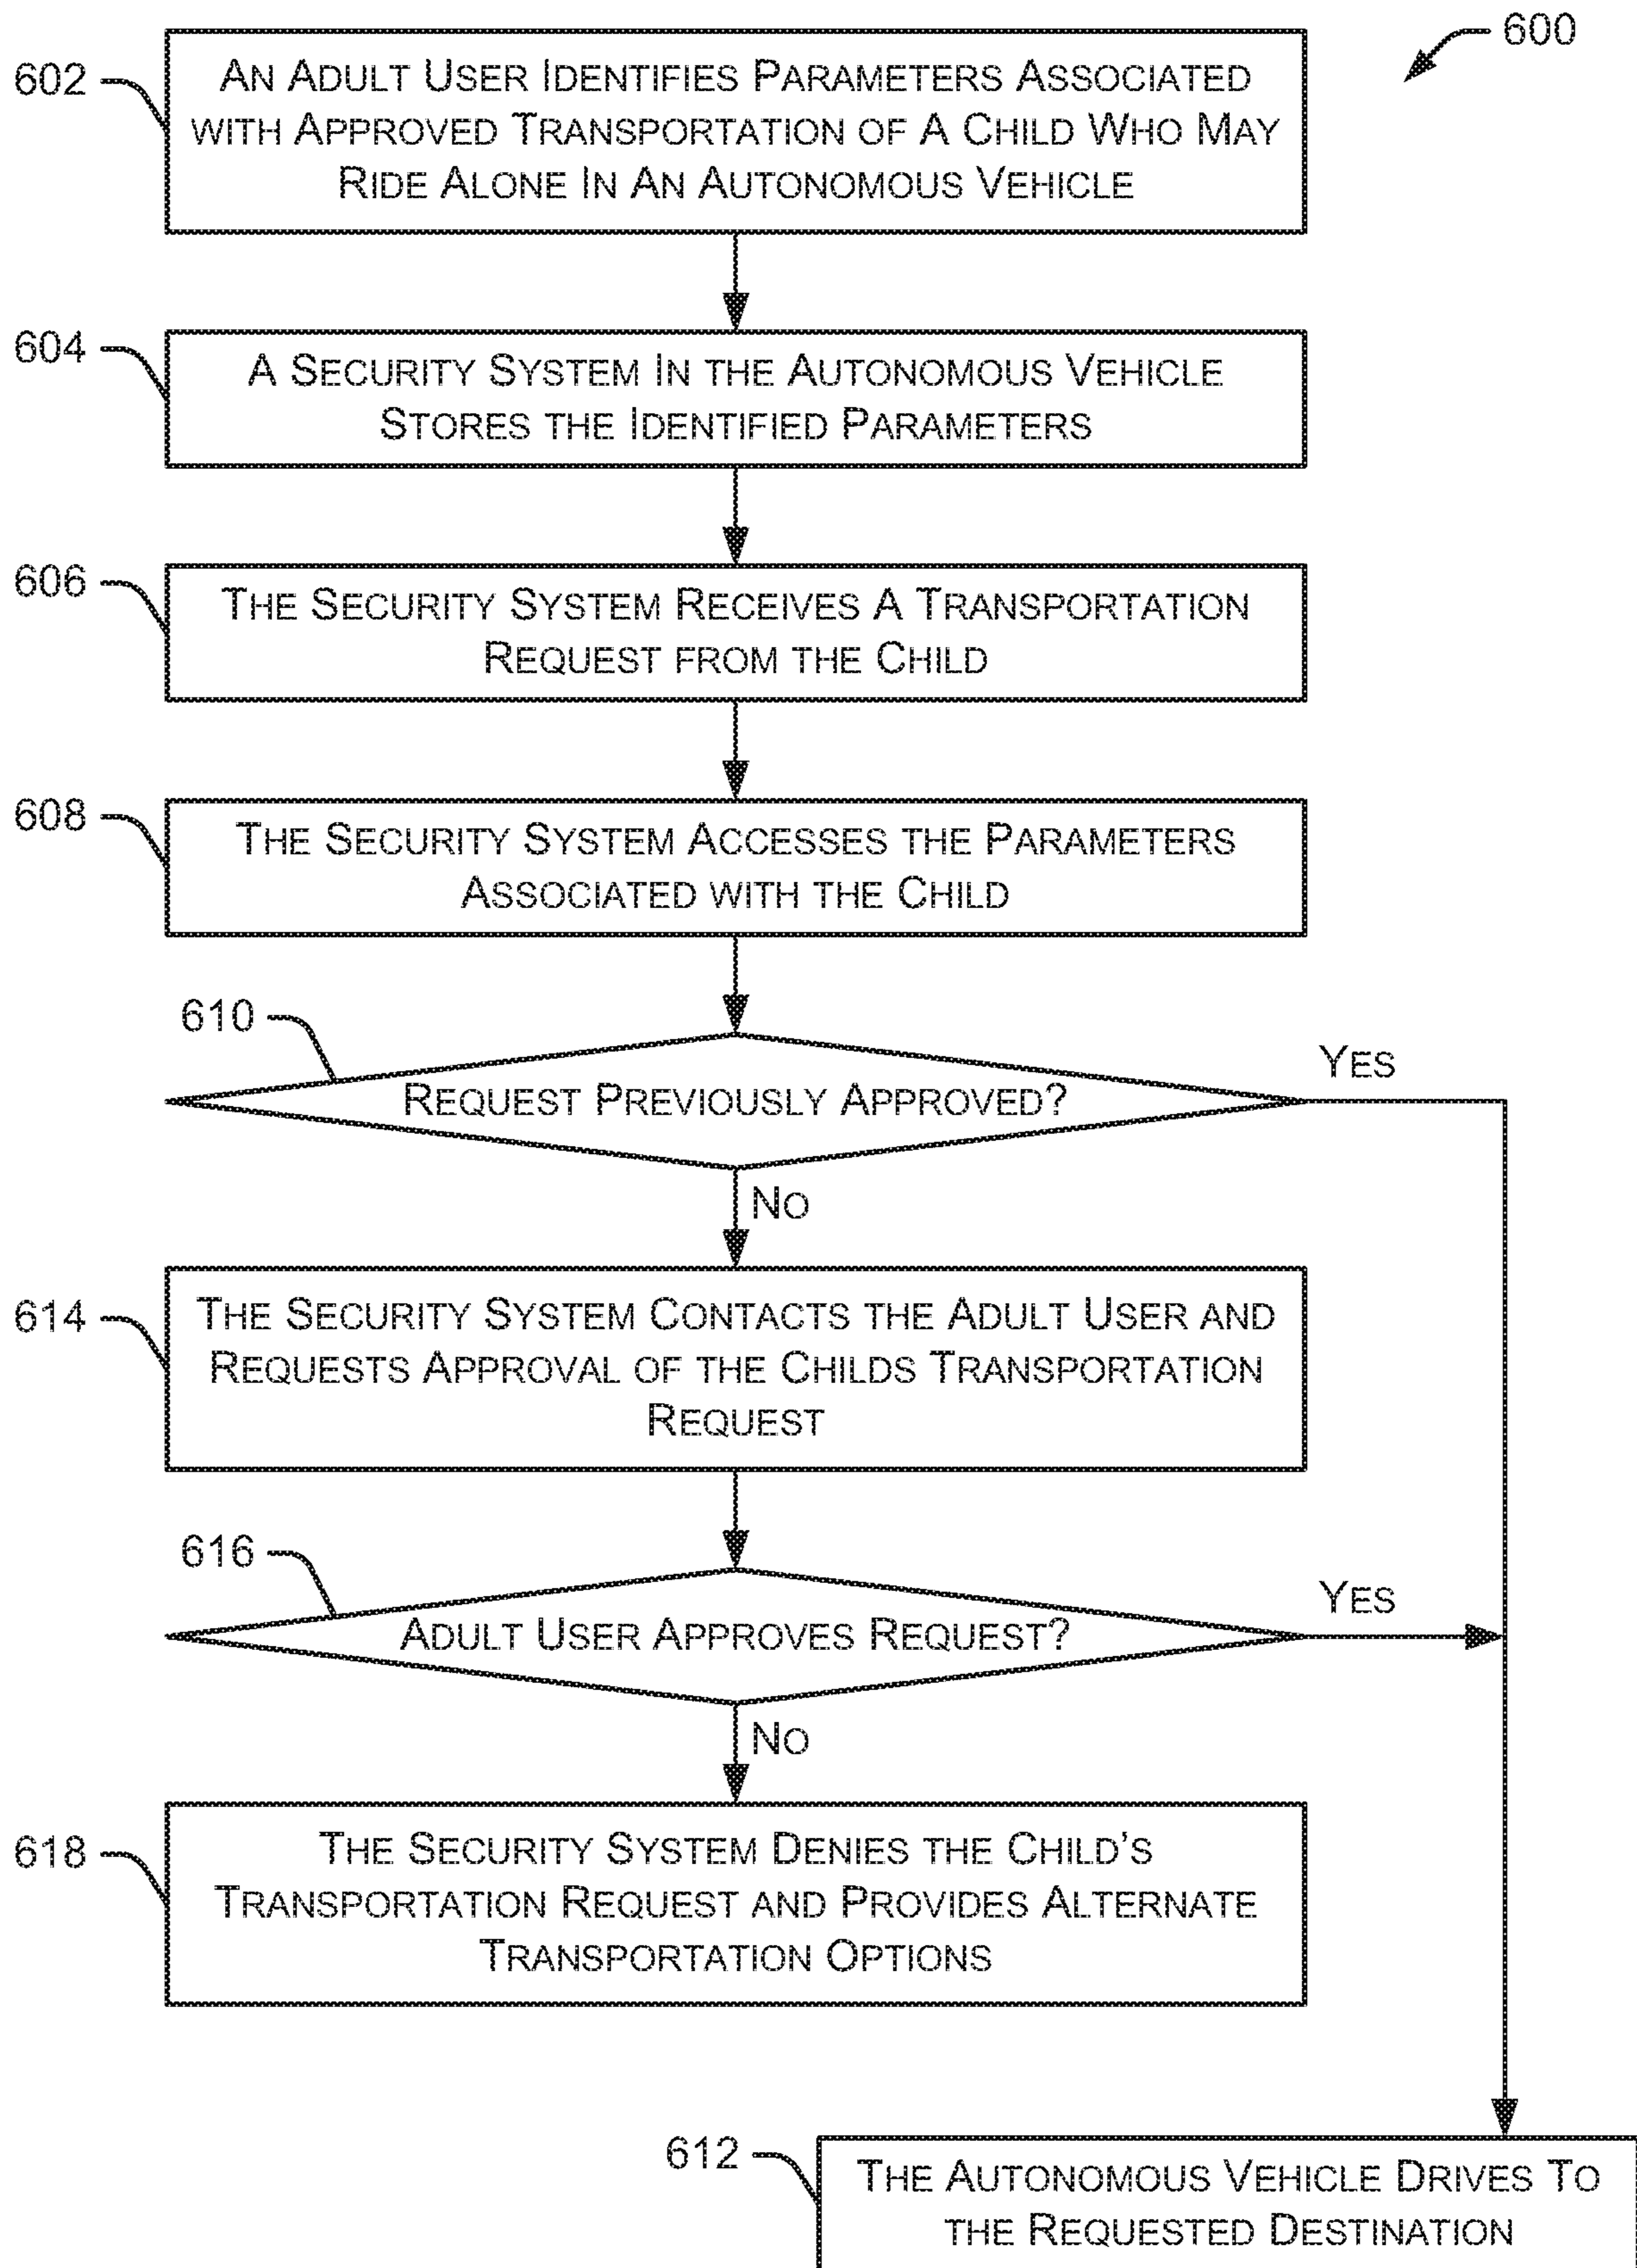 600
602
AN ADULT USER IDENTIFIES PARAMETERS ASSOCIATED
WITH APPROVED TRANSPORTATION OF A CHILD WHO MAY
RIDE ALONE IN AN AUTONOMOUS VEHICLE
604
A SECURITY SYSTEM IN THE AUTONOMOUS VEHICLE
STORES THE IDENTIFIED PARAMETERS
606
THE SECURITY SYSTEM RECEIVES A TRANSPORTATION
REQUEST FROM THE CHILD
608
THE SECURITY SYSTEM ACCESSES THE PARAMETERS
ASSOCIATED WITH THE CHILD
610
REQUEST PREVIOUSLY APPROVED?
YES
NO
614
THE SECURITY SYSTEM CONTACTS THE ADULT USER AND
REQUESTS APPROVAL OF THE CHILDS TRANSPORTATION
REQUEST
616
ADULT USER APPROVES REQUEST?
YES
NO
618
THE SECURITY SYSTEM DENIES THE CHILD'S
TRANSPORTATION REQUEST AND PROVIDES ALTERNATE
TRANSPORTATION OPTIONS
612
THE AUTONOMOUS VEHICLE DRIVES TO
THE REQUESTED DESTINATION